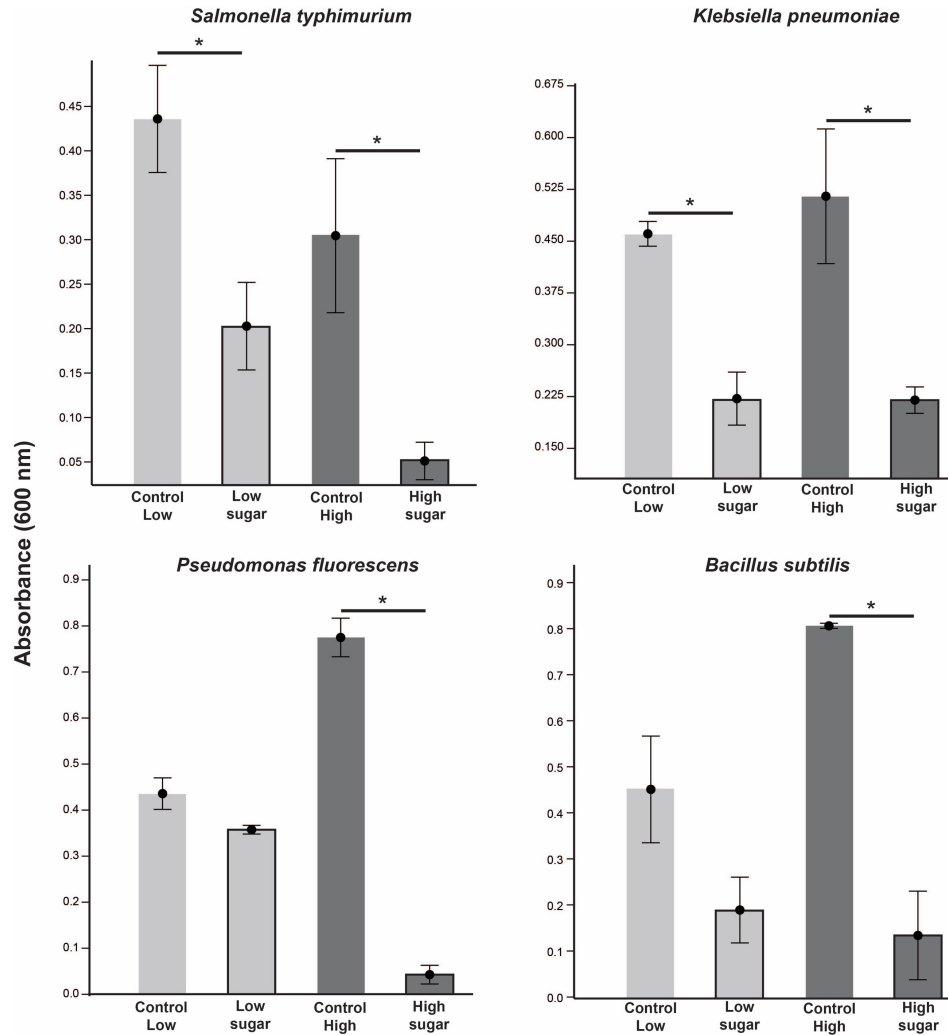 Salmonella typhimurium
*
*
0.45
0.40
0.35
0.30
0.25
0.20
0.15
0.10
0.05
Control Low
Low sugar
Control High
High sugar
Klebsiella pneumoniae
*
*
0.675
0.600
0.525
0.450
0.375
0.300
0.225
0.150
Control Low
Low sugar
Control High
High sugar
Absorbance (600 nm)
Pseudomonas fluorescens
*
0.9
0.8
0.7
0.6
0.5
0.4
0.3
0.2
0.1
0.0
Control Low
Low sugar
Control High
High sugar
Bacillus subtilis
*
0.9
0.8
0.7
0.6
0.5
0.4
0.3
0.2
0.1
0.0
Control Low
Low sugar
Control High
High sugar